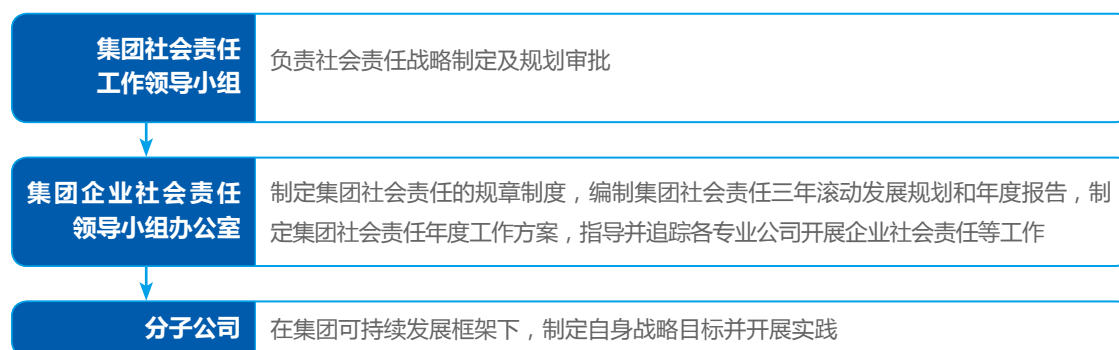 集团社会责任
工作领导小组
负责社会责任战略制定及规划审批
集团企业社会责任
领导小组办公室
制定集团社会责任的规章制度，编制集团社会责任三年滚动发展规划和年度报告，制
定集团社会责任年度工作方案，指导并追踪各专业公司开展企业社会责任等工作
分子公司
在集团可持续发展框架下，制定自身战略目标并开展实践